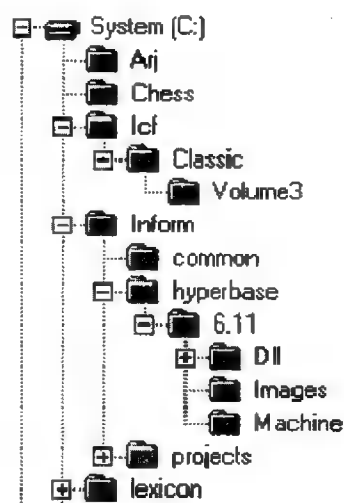 System (C:)
Arj
Chess
Icf
Classic
Volume3
Inform
common
hyperbase
6.11
Dll
Images
Machine
projects
lexicon